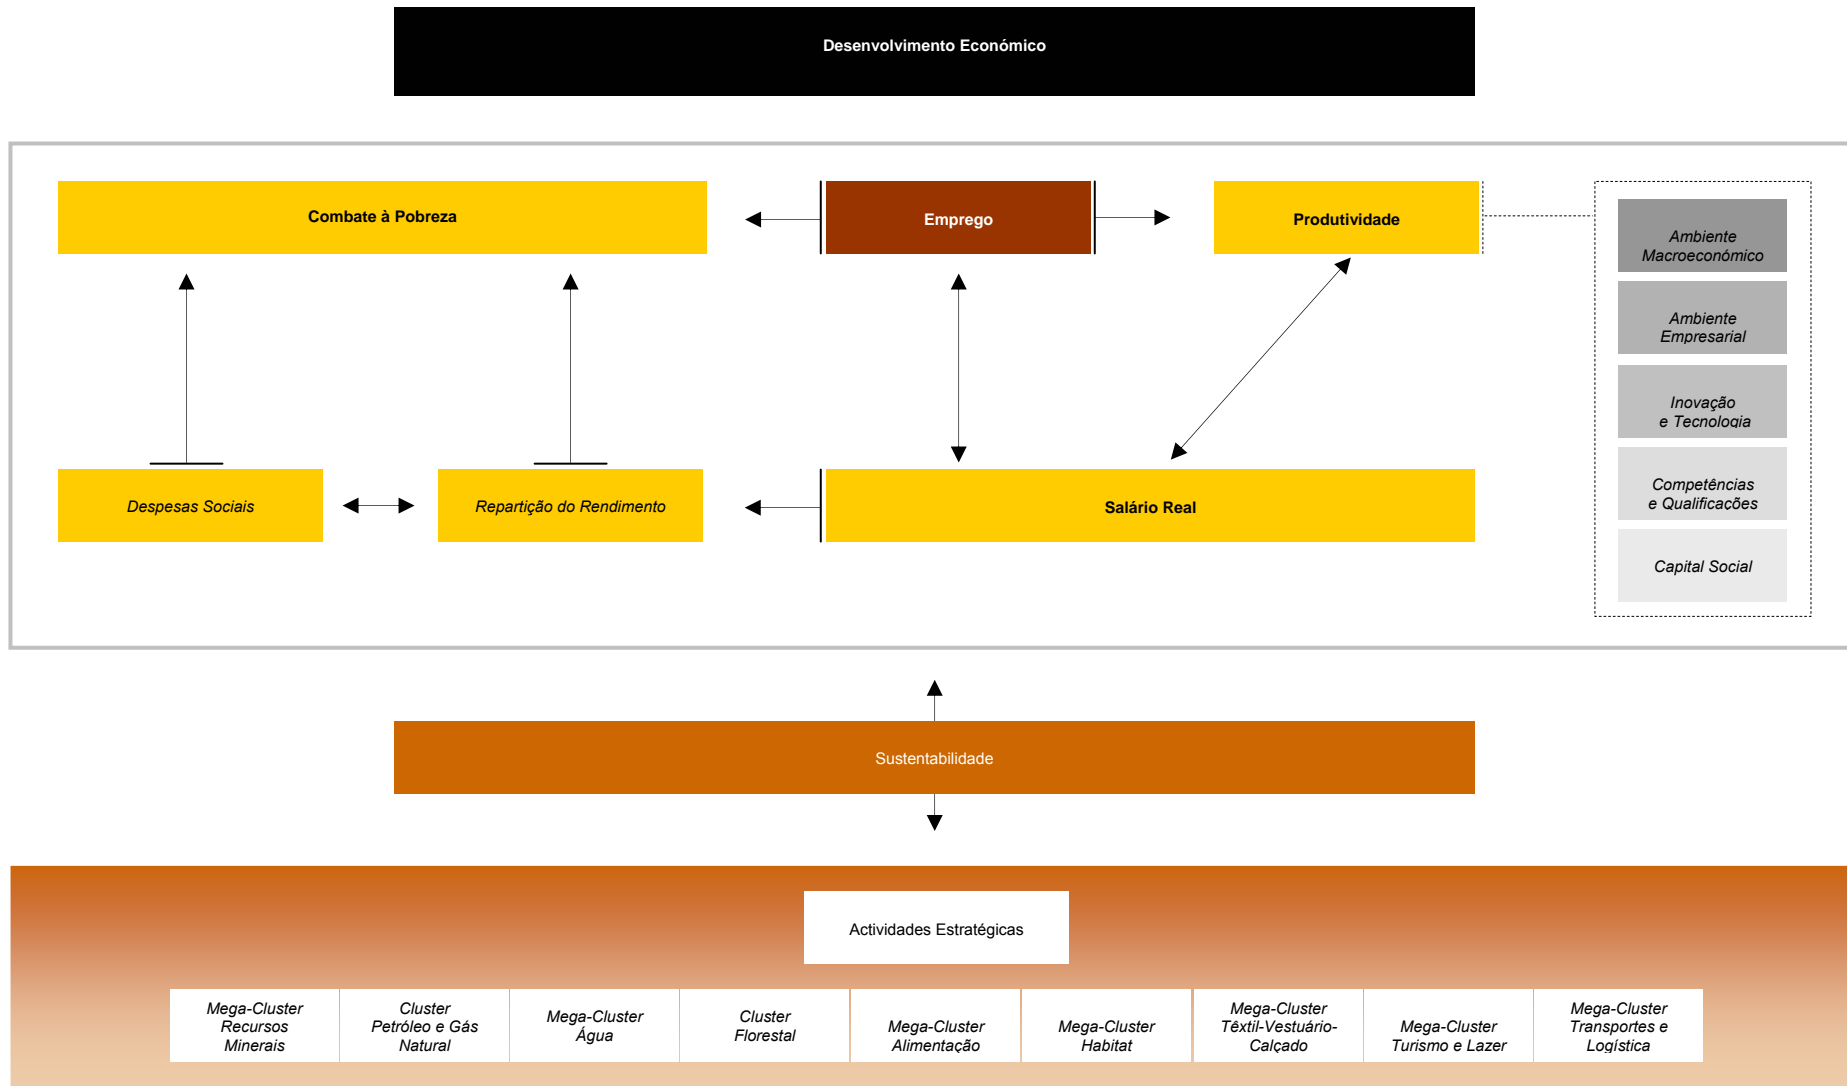 Desenvolvimento Económico
Combate à Pobreza
Emprego
Produtividade
Ambiente
Macroeconómico
Ambiente
Empresarial
Inovação
e Tecnologia
Competências
e Qualificações
Capital Social
Despesas Sociais
Repartição do Rendimento
Salário Real
Sustentabilidade
Actividades Estratégicas
Mega-Cluster
Recursos
Minerais
Cluster
Petróleo e Gás
Natural
Mega-Cluster
Água
Cluster
Florestal
Mega-Cluster
Alimentação
Mega-Cluster
Habitat
Mega-Cluster
Têxtil-Vestuário-
Calçado
Mega-Cluster
Turismo e Lazer
Mega-Cluster
Transportes e
Logística